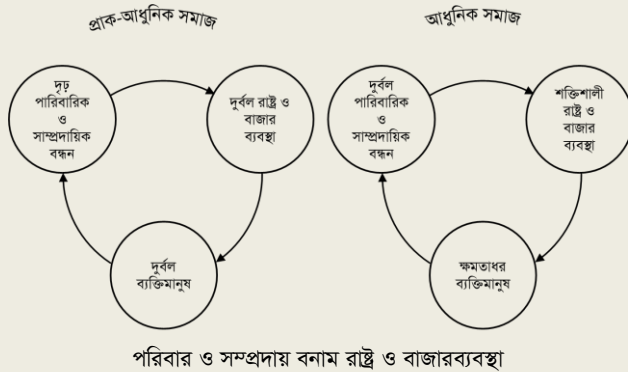 প্রাক-আধুনিক সমাজ
দৃঢ়
পারিবারিক
ও
সাম্প্রদায়িক
বন্ধন
দুর্বল রাষ্ট্র ও
বাজার
ব্যবস্থা
দুর্বল
ব্যক্তিমানুষ
আধুনিক সমাজ
দুর্বল
পারিবারিক
ও
সাম্প্রদায়িক
বন্ধন
শক্তিশালী
রাষ্ট্র ও
বাজার
ব্যবস্থা
ক্ষমতাধর
ব্যক্তিমানুষ
পরিবার ও সম্প্রদায় বনাম রাষ্ট্র ও বাজারব্যবস্থা